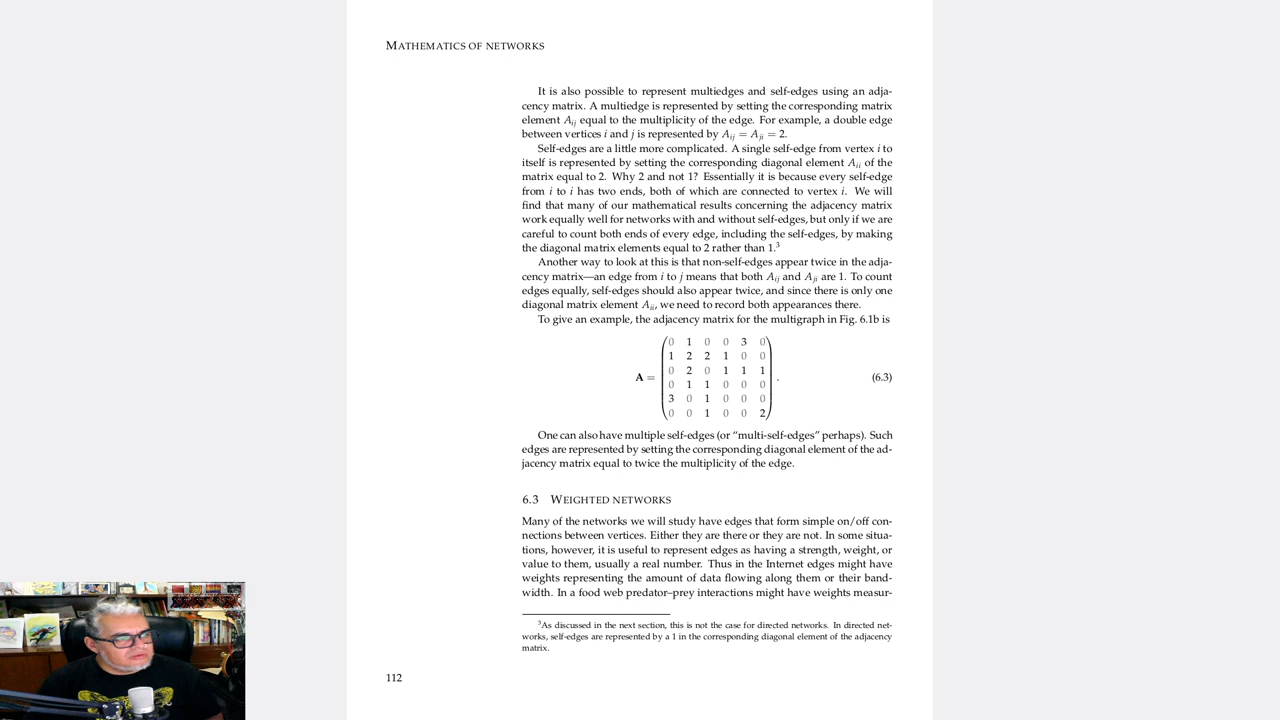 MATHEMATICS OF NETWORKS
It is also possible to represent multiedges and self-edges using an adja-
cency matrix. A multiedge is represented by setting the corresponding matrix
element Aij equal to the multiplicity of the edge. For example, a double edge
between vertices i and j is represented by Aij = Aji = 2.
Self-edges are a little more complicated. A single self-edge from vertex i to
itself is represented by setting the corresponding diagonal element Aii of the
matrix equal to 2. Why 2 and not 1? Essentially it is because every self-edge
from i to i has two ends, both of which are connected to vertex i. We will
find that many of our mathematical results concerning the adjacency matrix
work equally well for networks with and without self-edges, but only if we are
careful to count both ends of every edge, including the self-edges, by making
the diagonal matrix elements equal to 2 rather than 1.³
Another way to look at this is that non-self-edges appear twice in the adja-
cency matrix—an edge from i to j means that both Aij and Aji are 1. To count
edges equally, self-edges should also appear twice, and since there is only one
diagonal matrix element Aii, we need to record both appearances there.
To give an example, the adjacency matrix for the multigraph in Fig. 6.1b is
0 1 0 0 3 0
1 2 2 1 0 0
0 2 0 1 1 1
A = . (6.3)
0 1 1 0 0 0
3 0 1 0 0 0
0 0 1 0 0 2
One can also have multiple self-edges (or “multi-self-edges” perhaps). Such
edges are represented by setting the corresponding diagonal element of the ad-
jacency matrix equal to twice the multiplicity of the edge.
6.3 WEIGHTED NETWORKS
Many of the networks we will study have edges that form simple on/off con-
nections between vertices. Either they are there or they are not. In some situa-
tions, however, it is useful to represent edges as having a strength, weight, or
value to them, usually a real number. Thus in the Internet edges might have
weights representing the amount of data flowing along them or their band-
width. In a food web predator–prey interactions might have weights measur-
³As discussed in the next section, this is not the case for directed networks. In directed net-
works, self-edges are represented by a 1 in the corresponding diagonal element of the adjacency
matrix.
112